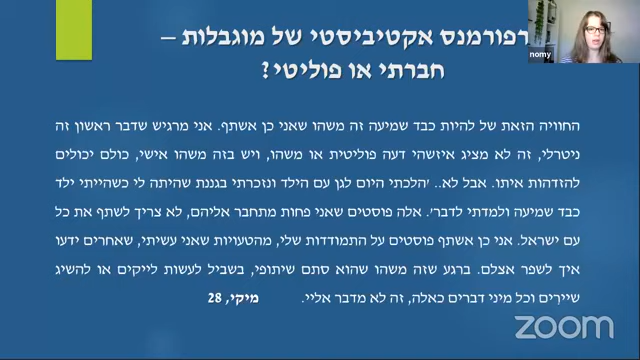 רפורמנס אקטיביסטי של מוגבלות –
חברתי או פוליטי?
nomy
החוויה הזאת של להיות כבד שמיעה זה משהו שאני כן אשתף. אני מרגיש שדבר ראשון זה
ניטרלי, זה לא מציג איזשהי דעה פוליטית או משהו, ויש בזה משהו אישי, כולם יכולים
להזדהות איתו. אבל לא.. 'הלכתי היום לגן עם הילד ונזכרתי בגננת שהיתה לי כשהייתי ילד
כבד שמיעה ולמדתי לדבר'. אלה פוסטים שאני פחות מתחבר אליהם, לא צריך לשתף את כל
עם ישראל. אני כן אשתף פוסטים על התמודדות שלי, מהטעויות שאני עשיתי, שאחרים ידעו
איך לשפר אצלם. ברגע שזה משהו שהוא סתם שיתופי, בשביל לעשות לייקים או להשיג
שיירים וכל מיני דברים כאלה, זה לא מדבר אליי. מיקי, 28
zoom